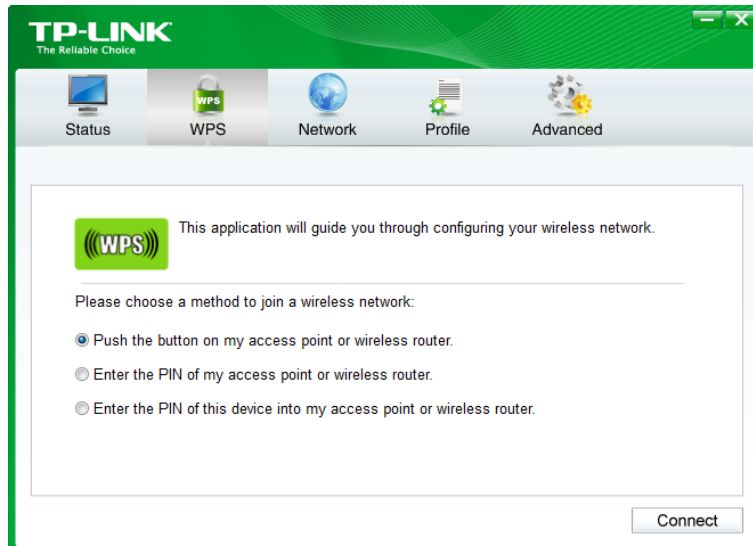 TP-LINK
The Reliable Choice
Status WPS Network Profile Advanced
WPS
WPS This application will guide you through configuring your wireless network.
Please choose a method to join a wireless network:
Push the button on my access point or wireless router.
Enter the PIN of my access point or wireless router.
Enter the PIN of this device into my access point or wireless router.
Connect